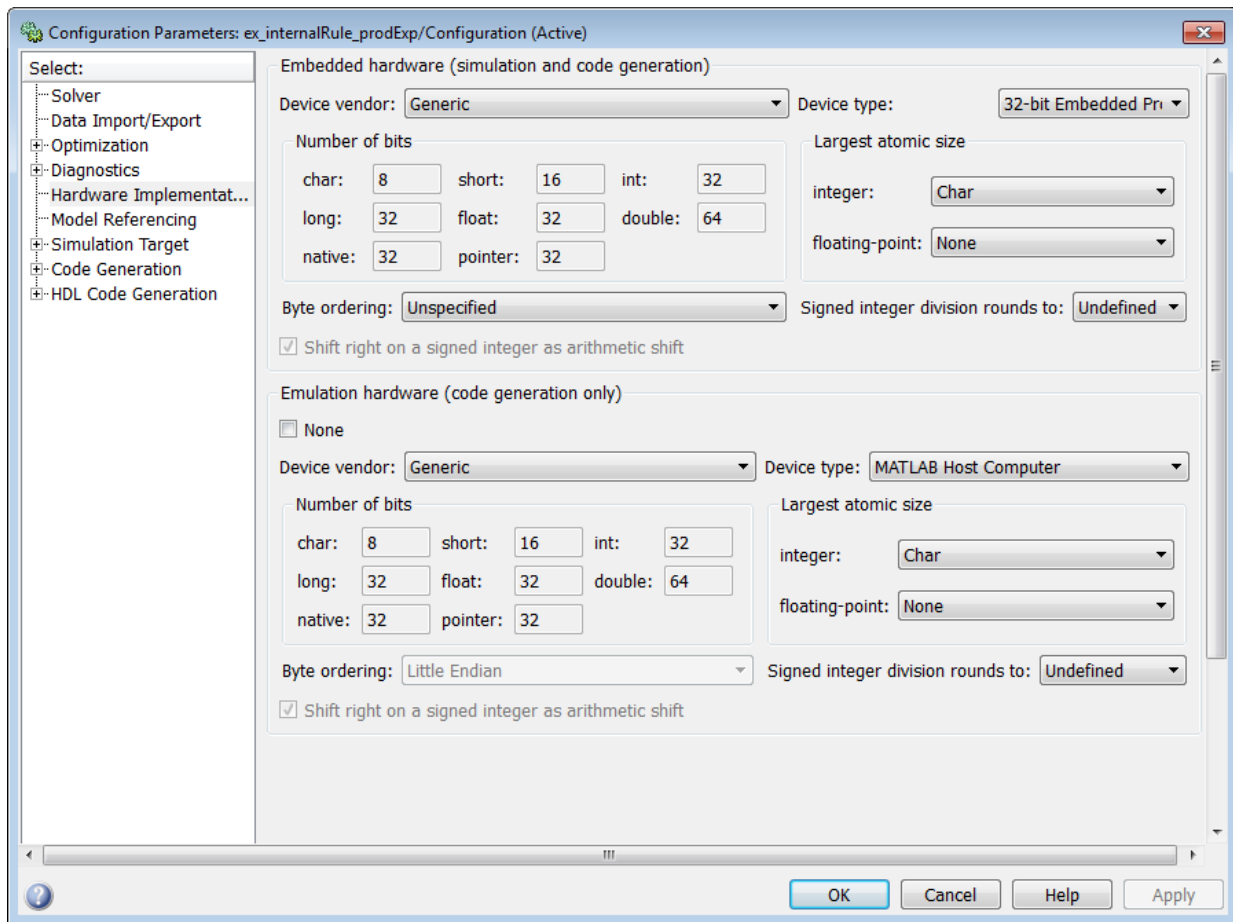 Configuration Parameters: ex_internalRule_prodExp/Configuration (Active)
Select:
Solver
Data Import/Export
Optimization
Diagnostics
Hardware Implementat...
Model Referencing
Simulation Target
Code Generation
HDL Code Generation
Embedded hardware (simulation and code generation)
Device vendor: Generic Device type: 32-bit Embedded Pr
Number of bits
char: 8 short: 16 int: 32
long: 32 float: 32 double: 64
native: 32 pointer: 32
Largest atomic size
integer: Char
floating-point: None
Byte ordering: Unspecified Signed integer division rounds to: Undefined
Shift right on a signed integer as arithmetic shift
Emulation hardware (code generation only)
None
Device vendor: Generic Device type: MATLAB Host Computer
Number of bits
char: 8 short: 16 int: 32
long: 32 float: 32 double: 64
native: 32 pointer: 32
Largest atomic size
integer: Char
floating-point: None
Byte ordering: Little Endian Signed integer division rounds to: Undefined
Shift right on a signed integer as arithmetic shift
OK Cancel Help Apply